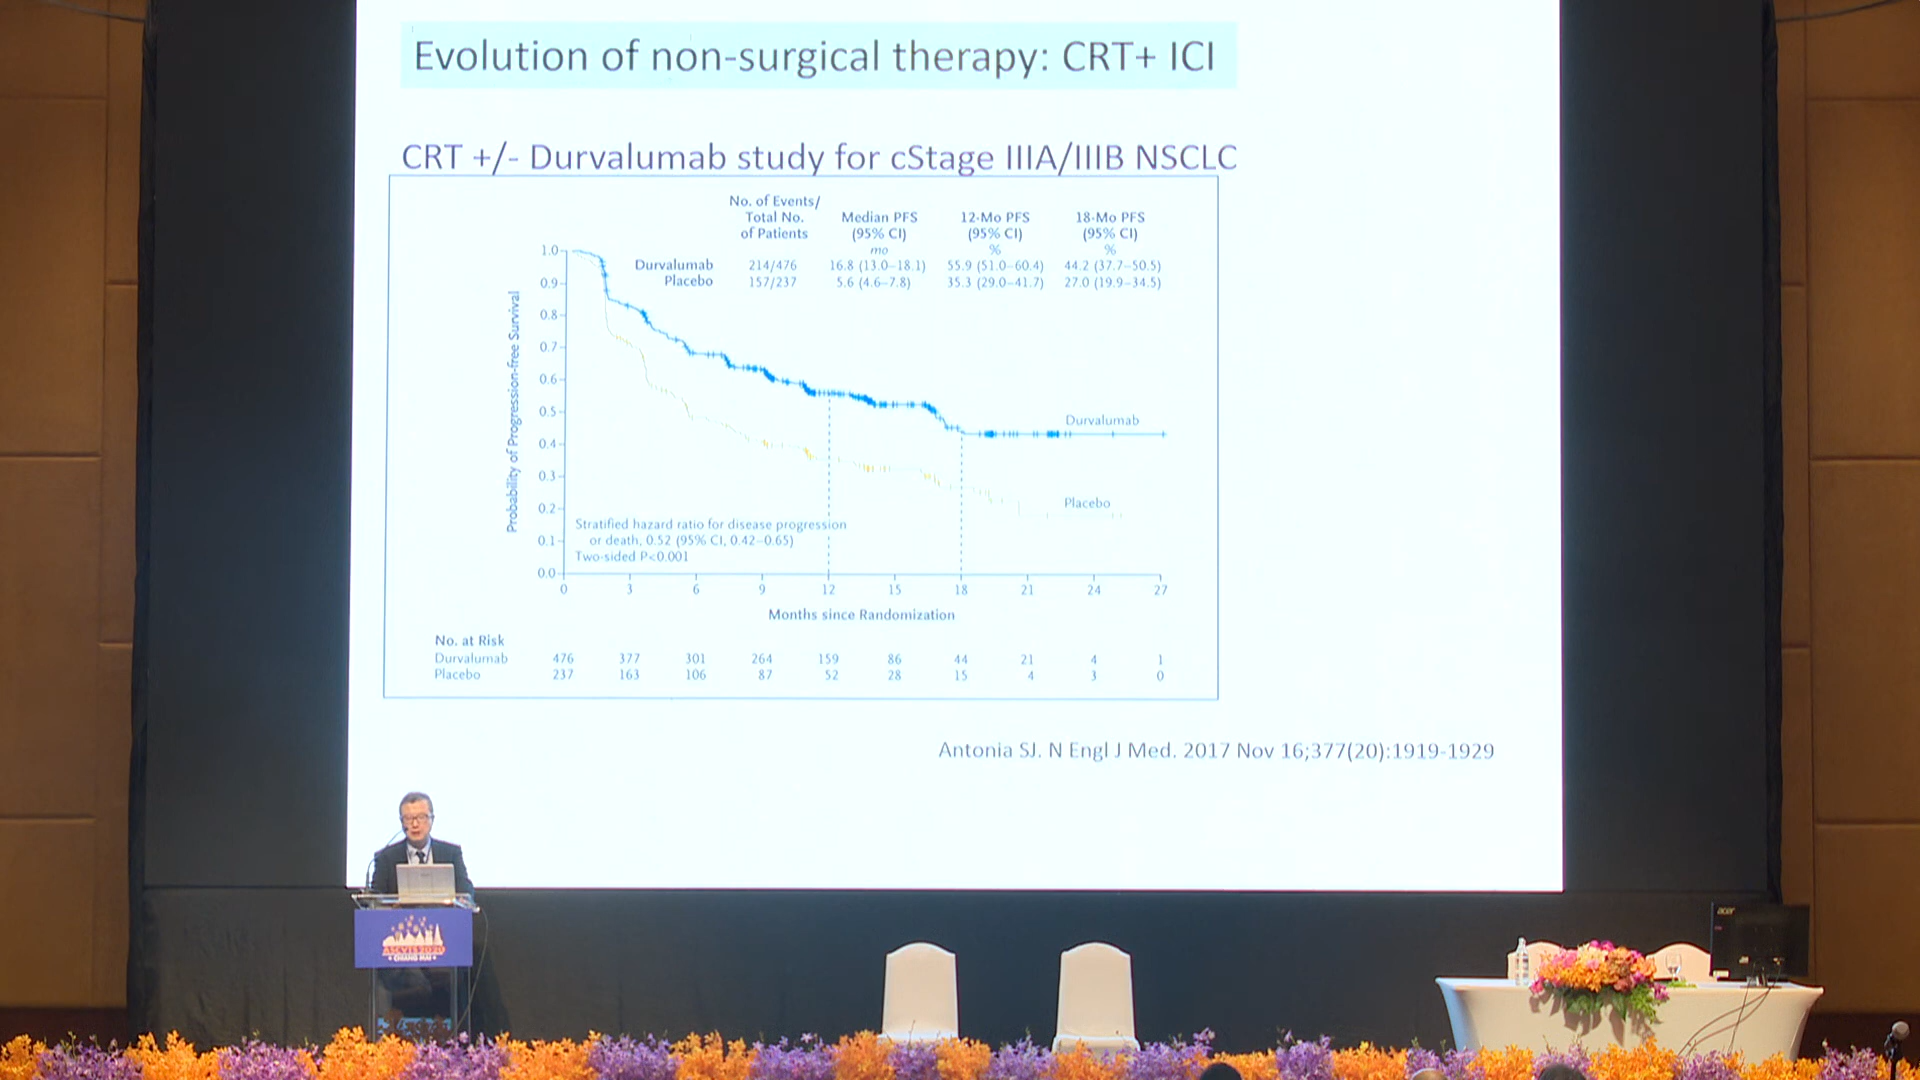 Evolution of non-surgical therapy: CRT+ ICI
CRT +/- Durvalumab study for cStage IIIA/IIIB NSCLC
No. of Events/
Total No.
of Patients
Median PFS
(95% CI)
mo
12-Mo PFS
(95% CI)
%
18-Mo PFS
(95% CI)
%
Durvalumab 214/476 16.8 (13.0–18.1) 55.9 (51.0–60.4) 44.2 (37.7–50.5)
Placebo 157/237 5.6 (4.6–7.8) 35.3 (29.0–41.7) 27.0 (19.9–34.5)
Probability of Progression-free Survival
1.0
0.9
0.8
0.7
0.6
0.5
0.4
0.3
0.2
0.1
0.0
Durvalumab
Placebo
Stratified hazard ratio for disease progression
or death, 0.52 (95% CI, 0.42–0.65)
Two-sided P<0.001
0 3 6 9 12 15 18 21 24 27
Months since Randomization
No. at Risk
Durvalumab 476 377 301 264 159 86 44 21 4 1
Placebo 237 163 106 87 52 28 15 4 3 0
Antonia SJ. N Engl J Med. 2017 Nov 16;377(20):1919-1929
ASCVTS 2020
CHIANG MAI
acer